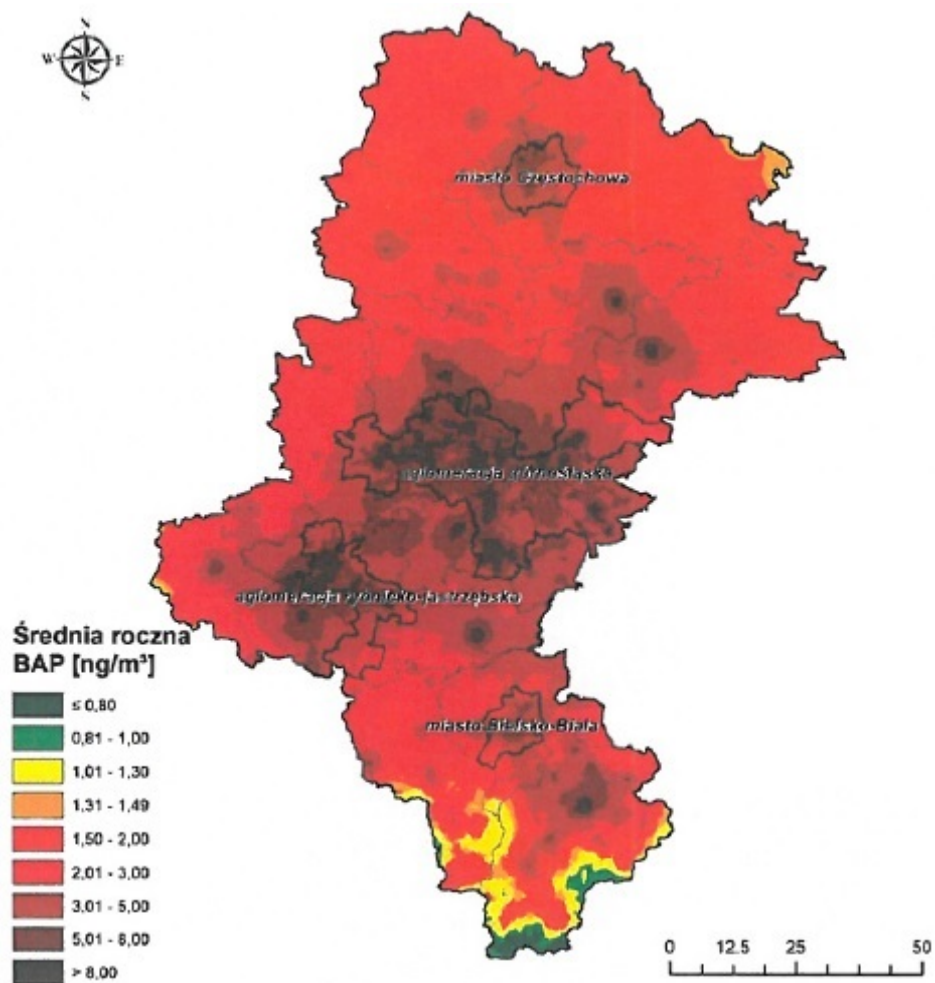 N
W E
S
miasto Częstochowa
aglomeracja górnośląska
aglomeracja rybnicko-jastrzębska
miasto Bielsko-Biała
Średnia roczna
BAP [ng/m³]
≤ 0,80
0,81 - 1,00
1,01 - 1,30
1,31 - 1,49
1,50 - 2,00
2,01 - 3,00
3,01 - 5,00
5,01 - 8,00
> 8,00
0 12.5 25 50